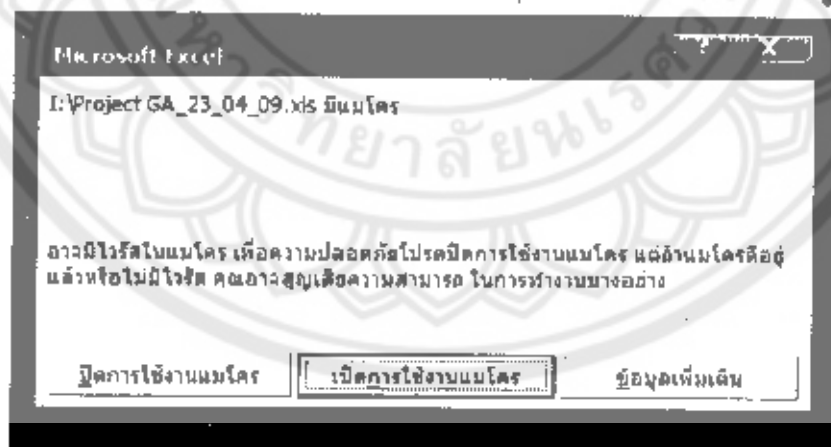 Microsoft Excel
I:\Project GA_23_04_09.xls มีแมโคร
อาจมีไวรัสในแมโคร เพื่อความปลอดภัยโปรดปิดการใช้งานแมโคร แต่ถ้าแมโครดีอยู่
แล้วหรือไม่มีไวรัส คุณอาจสูญเสียความสามารถ ในการทำงานบางอย่าง
ปิดการใช้งานแมโคร
เปิดการใช้งานแมโคร
ข้อมูลเพิ่มเติม